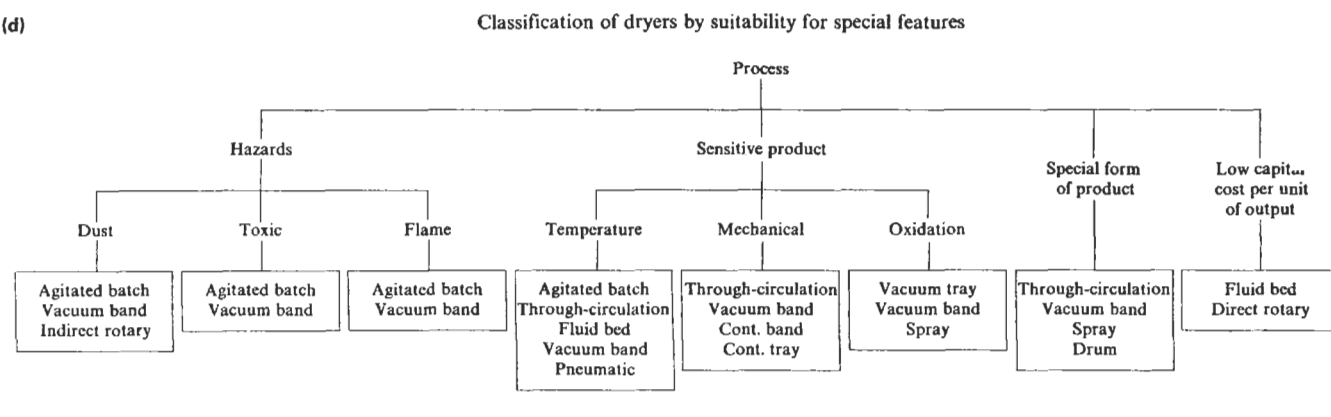 (d)
Classification of dryers by suitability for special features
Process
Hazards
Sensitive product
Special form
of product
Low
cost per unit
of output
Dust
Toxic
Flame
Temperature
Mechanical
Oxidation
Agitated batch
Vacuum band
Indirect rotary
Agitated batch
Vacuum band
Agitated batch
Vacuum band
Agitated batch
Through-circulation
Fluid bed
Vacuum band
Pneumatic
Through-circulation
Vacuum band
Cont. band
Cont. tray
Vacuum tray
Vacuum band
Spray
Through-circulation
Vacuum band
Spray
Drum
Fluid bed
Direct rotary